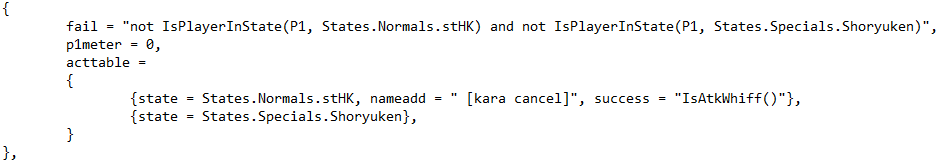 {
	fail = "not IsPlayerInState(P1, States.Normals.stHK) and not IsPlayerInState(P1, States.Specials.Shoryuken)",
	p1meter = 0,
	acttable =
	{
		{state = States.Normals.stHK, nameadd = " [kara cancel]", success = "IsAtkWhiff()"},
		{state = States.Specials.Shoryuken},
	}
},